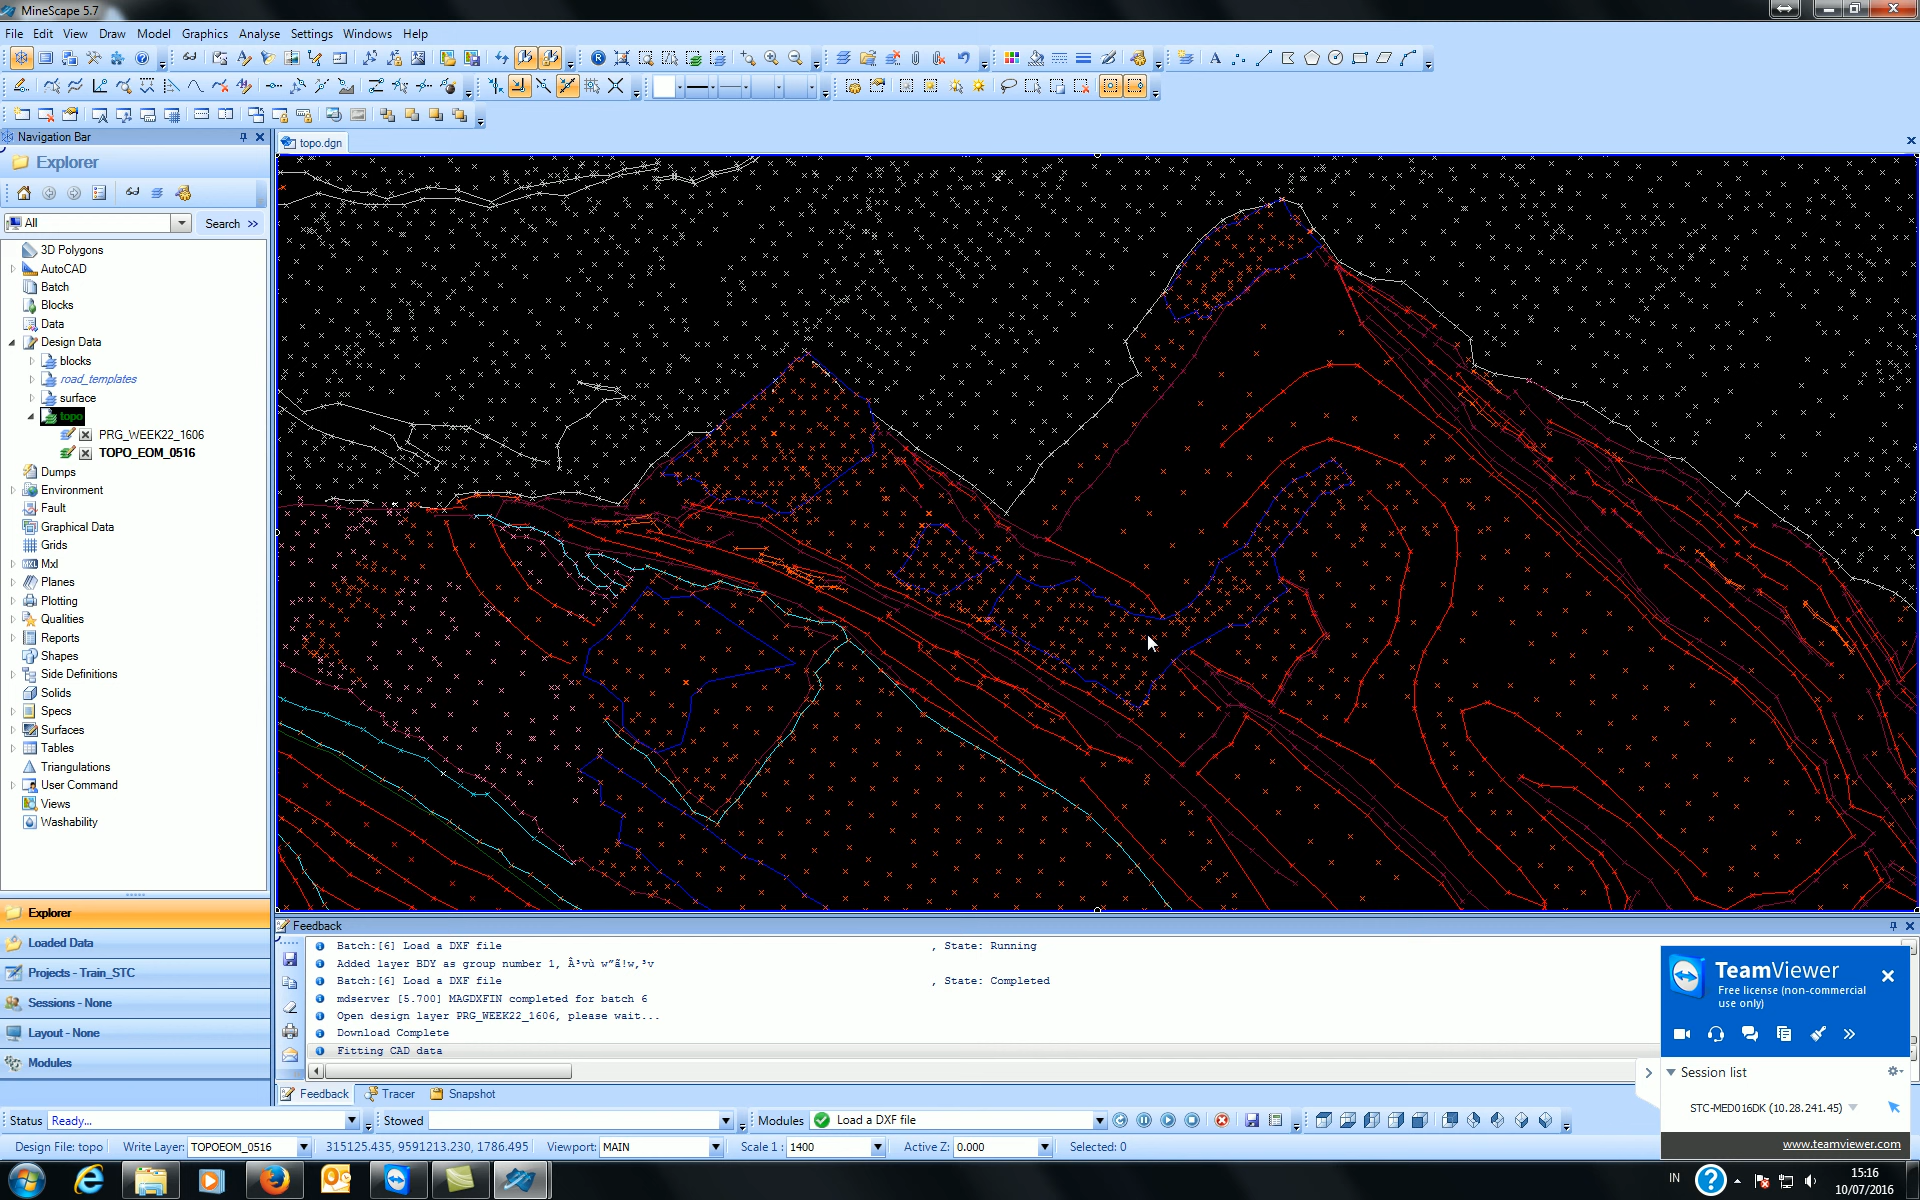 MineScape 5.7
File Edit View Draw Model Graphics Analyse Settings Windows Help
Navigation Bar
topo.dgn
Explorer
All
Search
3D Polygons
AutoCAD
Batch
Blocks
Data
Design Data
blocks
road_templates
surface
topo
PRG_WEEK22_1606
TOPO_EOM_0516
Dumps
Environment
Fault
Graphical Data
Grids
Mxl
Planes
Plotting
Qualities
Reports
Shapes
Side Definitions
Solids
Specs
Surfaces
Tables
Triangulations
User Command
Views
Washability
Explorer
Loaded Data
Projects - Train_STC
Sessions - None
Layout - None
Modules
Feedback
Batch:[6] Load a DXF file , State: Running
Added layer BDY as group number 1,
Batch:[6] Load a DXF file , State: Completed
mdserver [5.700] MAGDXFIN completed for batch 6
Open design layer PRG_WEEK22_1606, please wait...
Download Complete
Fitting CAD data
Feedback Tracer Snapshot
TeamViewer
Free license (non-commercial
use only)
Session list
STC-MED016DK (10.28.241.45)
www.teamviewer.com
Status Ready... Stowed Modules Load a DXF file
Design File: topo Write Layer: TOPOEOM_0516 315125.435, 9591213.230, 1786.495 Viewport: MAIN Scale 1 : 1400 Active Z: 0.000 Selected: 0
IN
15:16
10/07/2016